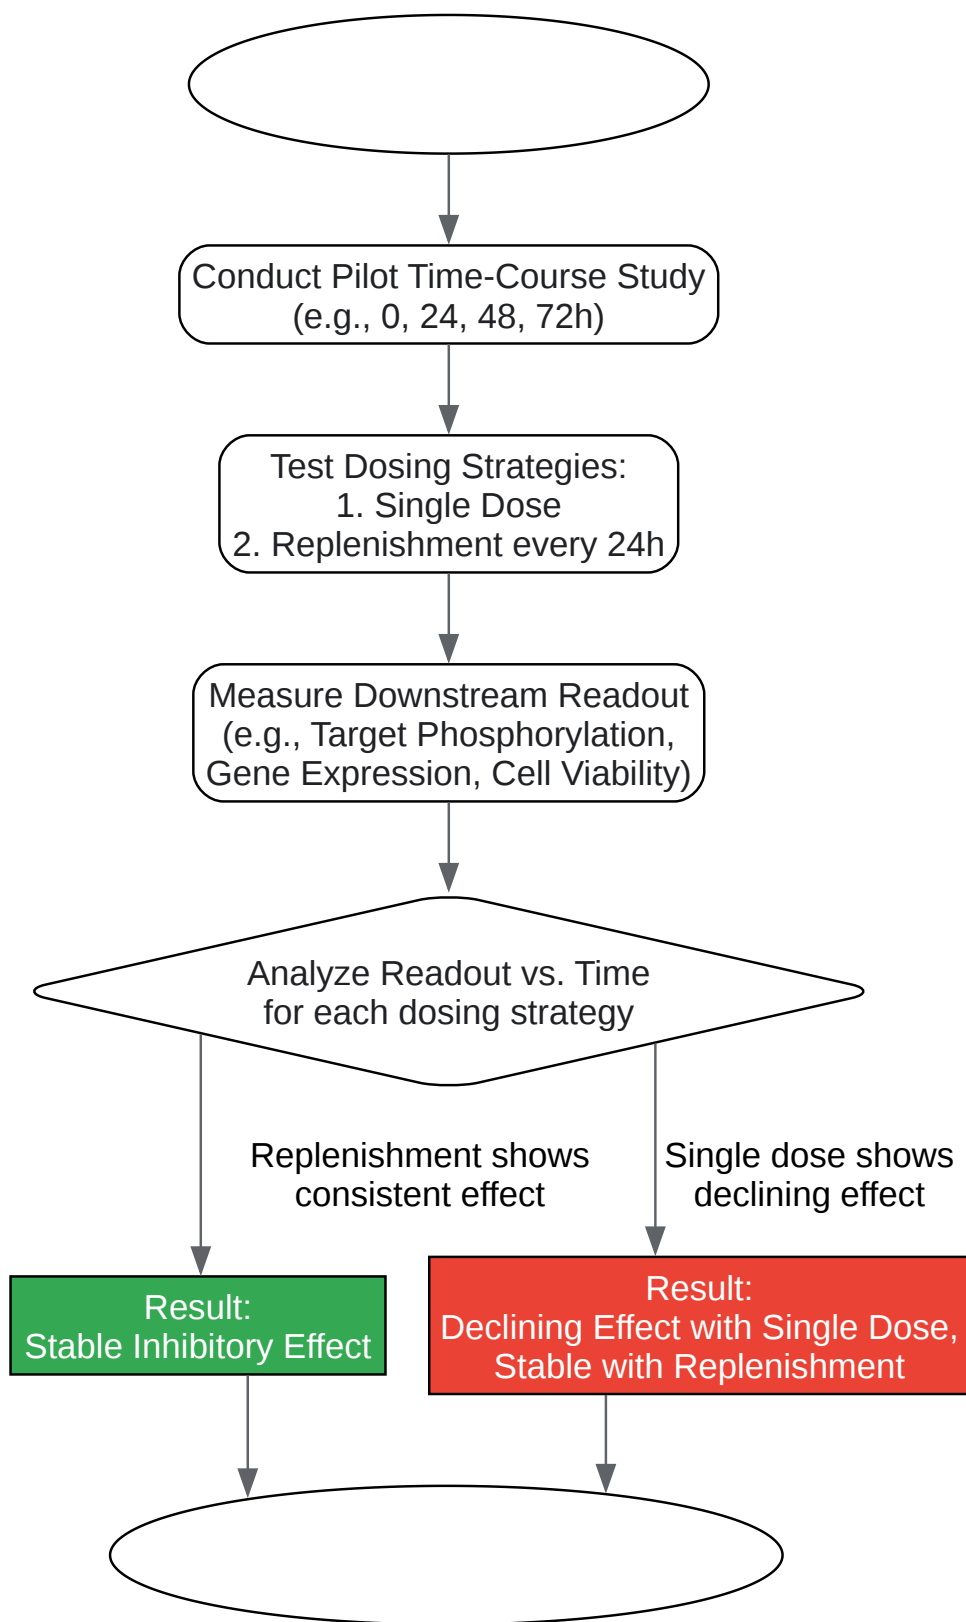 Conduct Pilot Time-Course Study
(e.g., 0, 24, 48, 72h)
Test Dosing Strategies:
1. Single Dose
2. Replenishment every 24h
Measure Downstream Readout
(e.g., Target Phosphorylation,
Gene Expression, Cell Viability)
Analyze Readout vs. Time
for each dosing strategy
Replenishment shows
consistent effect
Single dose shows
declining effect
Result:
Stable Inhibitory Effect
Result:
Declining Effect with Single Dose,
Stable with Replenishment